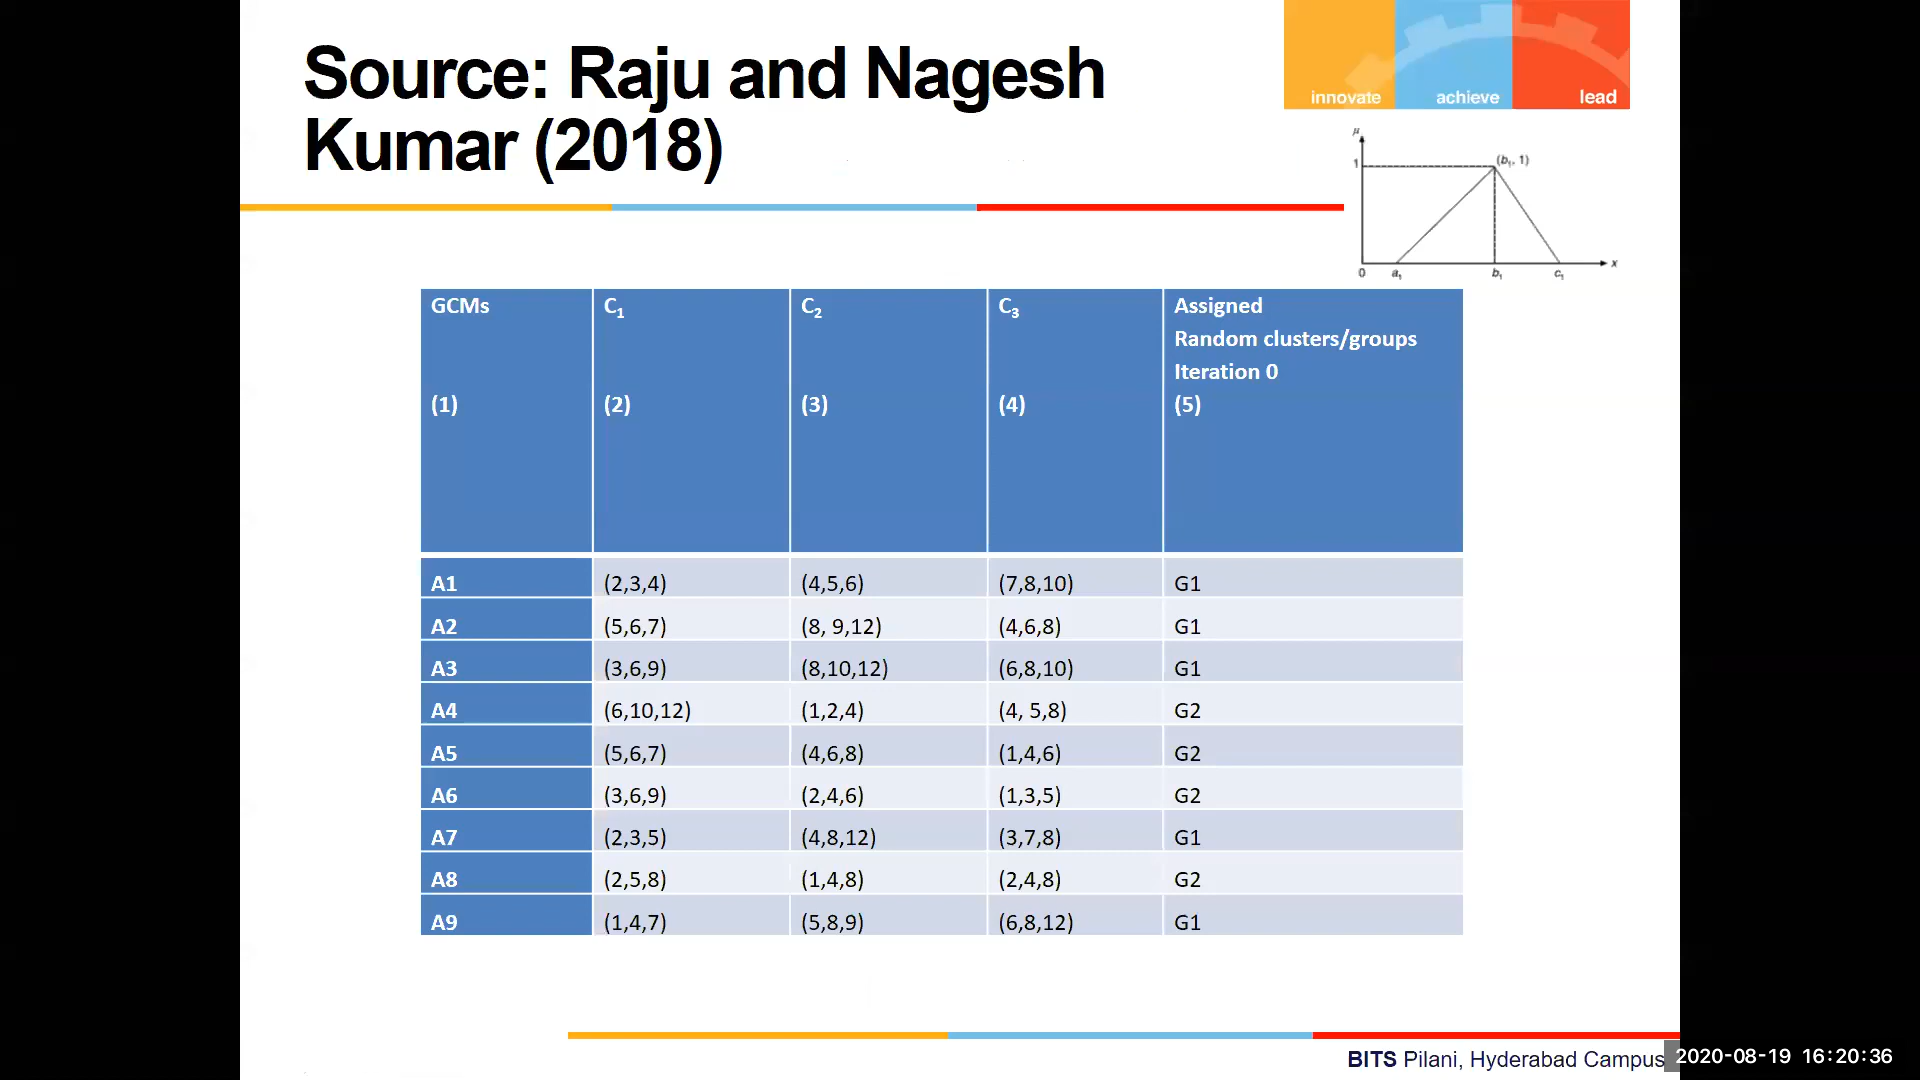 Source: Raju and Nagesh
Kumar (2018)
innovate achieve lead
μ
1
(b₁, 1)
0 a₁ b₁ c₁ x
GCMs C₁ C₂ C₃ Assigned
Random clusters/groups
Iteration 0
(1) (2) (3) (4) (5)
A1 (2,3,4) (4,5,6) (7,8,10) G1
A2 (5,6,7) (8, 9,12) (4,6,8) G1
A3 (3,6,9) (8,10,12) (6,8,10) G1
A4 (6,10,12) (1,2,4) (4, 5,8) G2
A5 (5,6,7) (4,6,8) (1,4,6) G2
A6 (3,6,9) (2,4,6) (1,3,5) G2
A7 (2,3,5) (4,8,12) (3,7,8) G1
A8 (2,5,8) (1,4,8) (2,4,8) G2
A9 (1,4,7) (5,8,9) (6,8,12) G1
BITS Pilani, Hyderabad Campus
2020-08-19 16:20:36